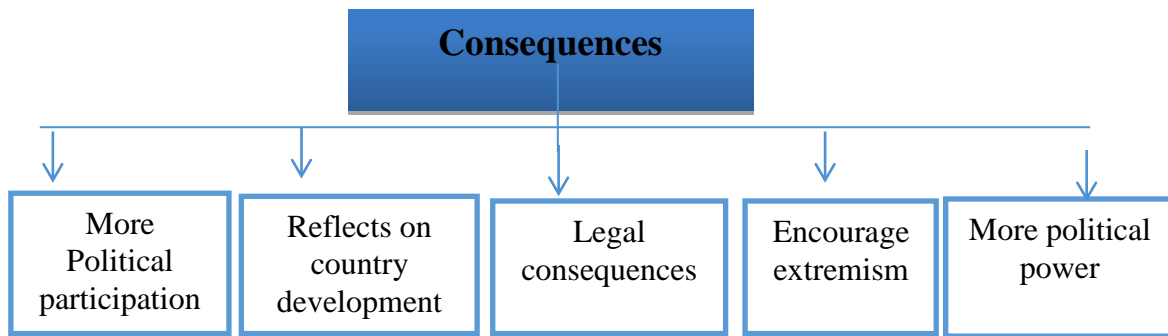 Consequences
More
Political
participation
Reflects on
country
development
Legal
consequences
Encourage
extremism
More political
power